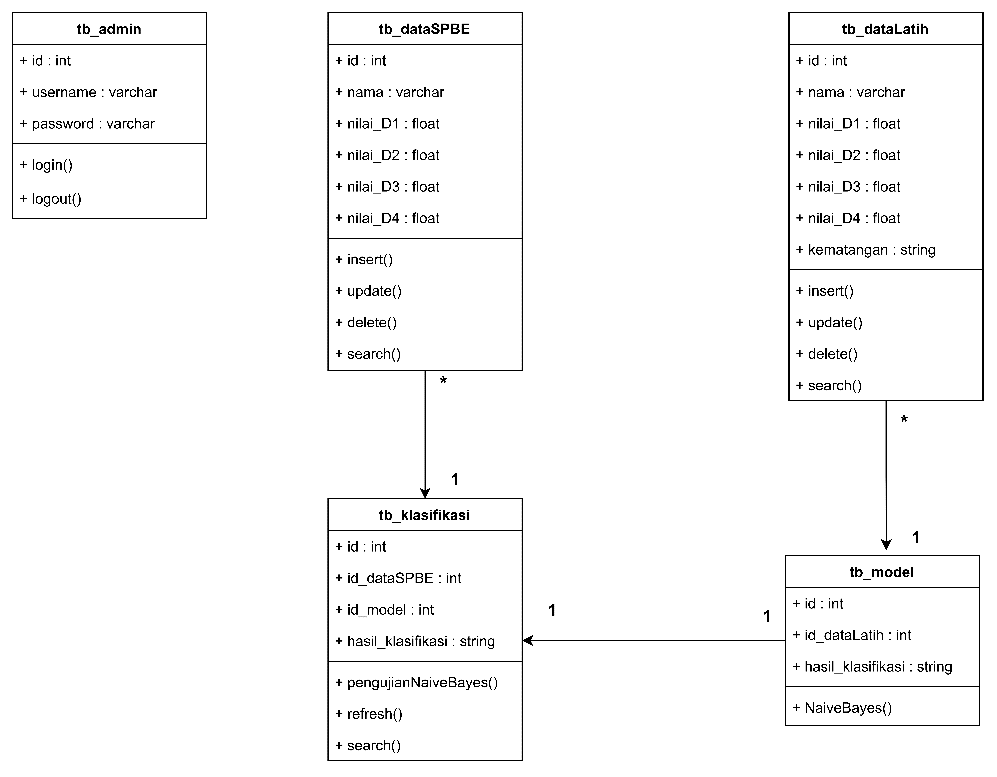 tb_admin
+ id : int
+ username : varchar
+ password : varchar
+ login()
+ logout()
tb_dataSPBE
+ id : int
+ nama : varchar
+ nilai_D1 : float
+ nilai_D2 : float
+ nilai_D3 : float
+ nilai_D4 : float
+ insert()
+ update()
+ delete()
+ search()
tb_dataLatih
+ id : int
+ nama : varchar
+ nilai_D1 : float
+ nilai_D2 : float
+ nilai_D3 : float
+ nilai_D4 : float
+ kematangan : string
+ insert()
+ update()
+ delete()
+ search()
*
1
*
1
tb_klasifikasi
+ id : int
+ id_dataSPBE : int
+ id_model : int
+ hasil_klasifikasi : string
+ pengujianNaiveBayes()
+ refresh()
+ search()
1
1
tb_model
+ id : int
+ id_dataLatih : int
+ hasil_klasifikasi : string
+ NaiveBayes()